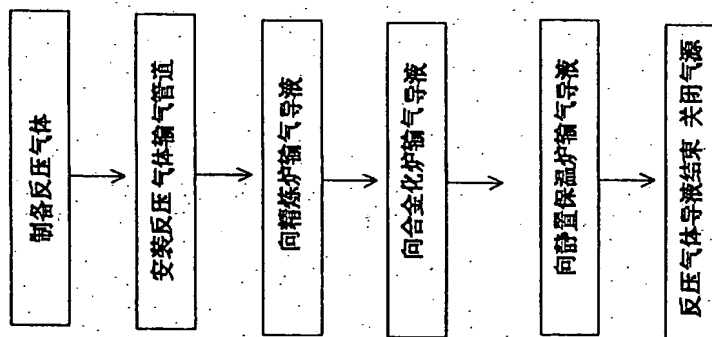 制备反压气体
安装反压气体输气管道
向精炼炉输气导液
向合金化炉输气导液
向静置保温炉输气导液
反压气体导液结束 关闭气源